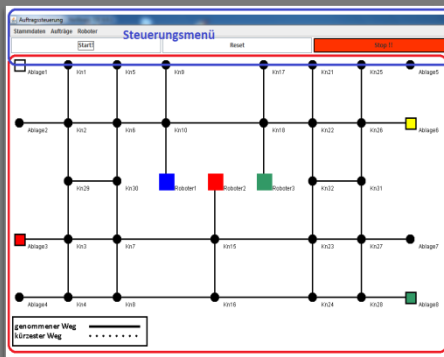 Auftragssteuerung
Stammdaten Aufträge Roboter
Steuerungsmenü
Start! Reset Stop !!
Ablage1 Kn1 Kn5 Kn9 Kn17 Kn21 Kn25 Ablage5
Ablage2 Kn2 Kn6 Kn10 Kn18 Kn22 Kn26 Ablage6
Kn29 Kn30 Roboter1 Roboter2 Roboter3 Kn32 Kn31
Ablage3 Kn3 Kn7 Kn15 Kn23 Kn27 Ablage7
Ablage4 Kn4 Kn8 Kn16 Kn24 Kn28 Ablage8
genommener Weg
kürzester Weg